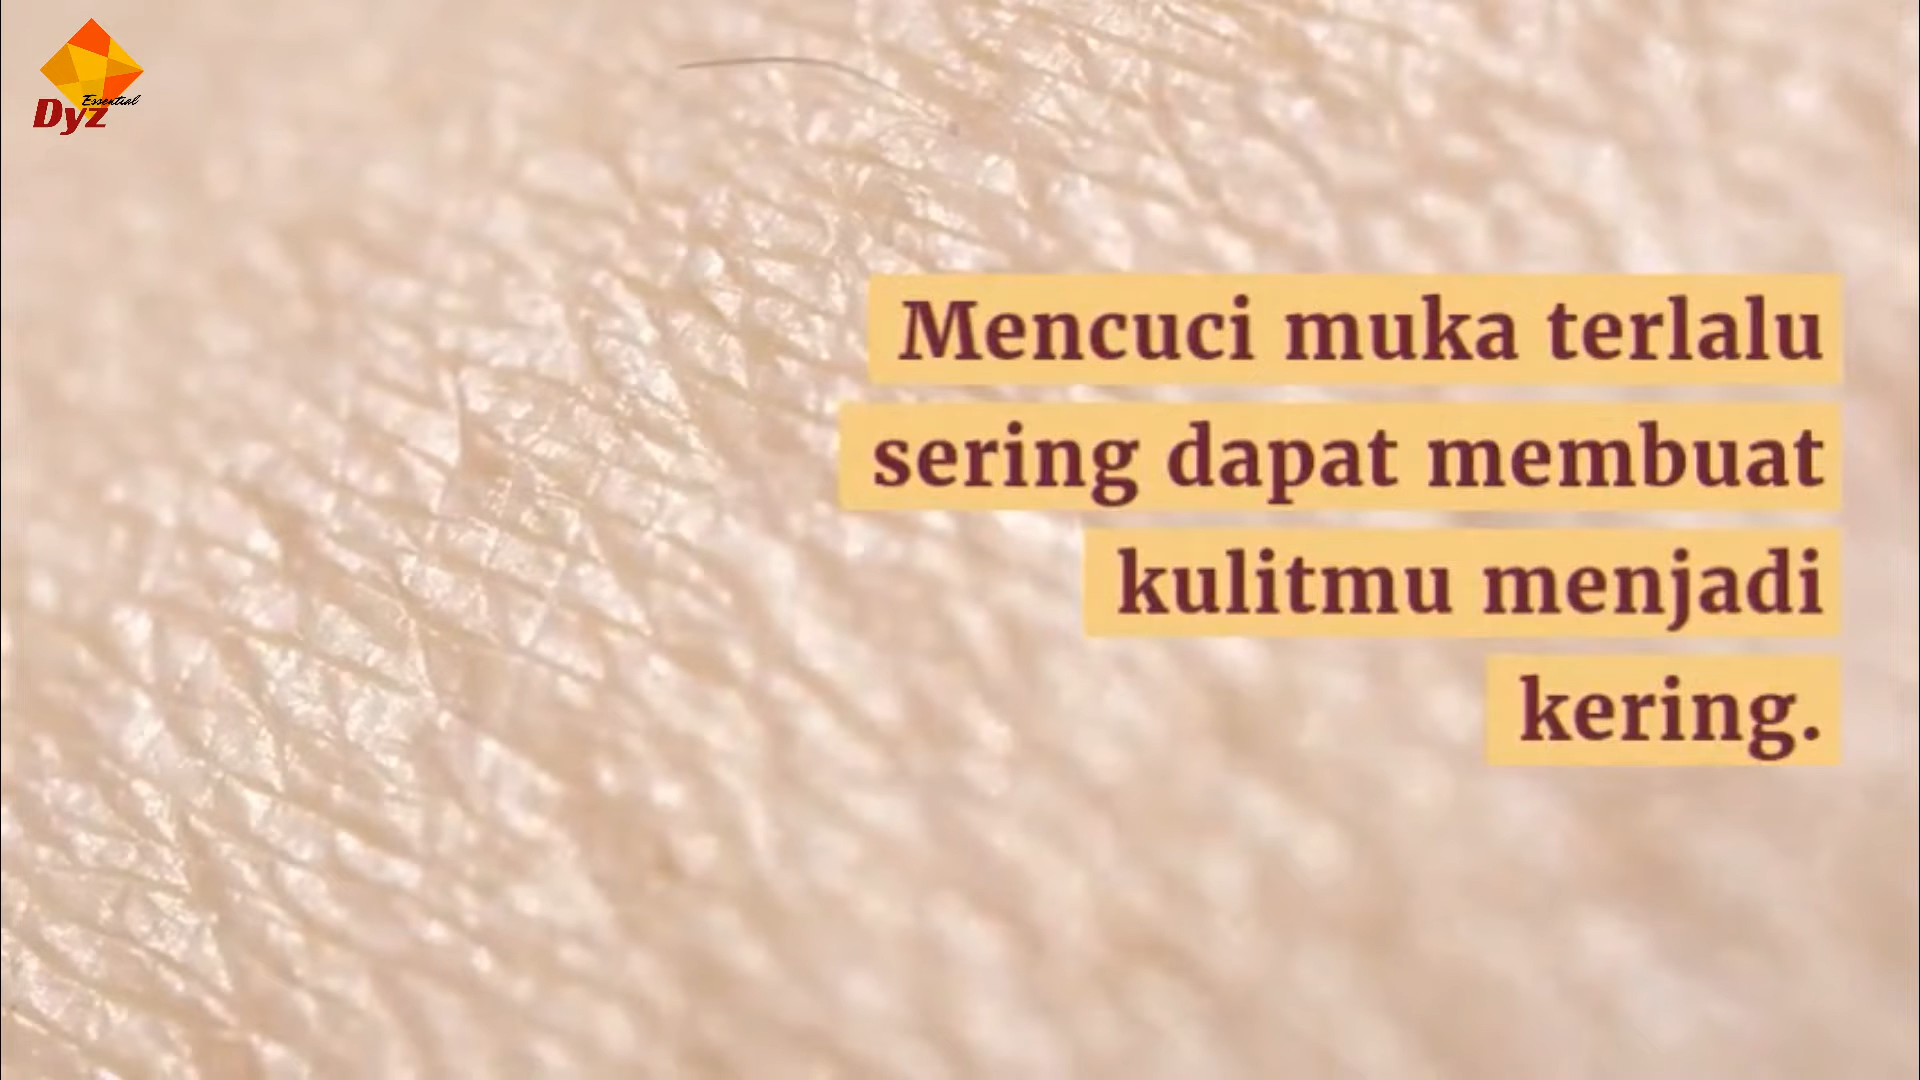 Essential
Dyz
Mencuci muka terlalu
sering dapat membuat
kulitmu menjadi
kering.